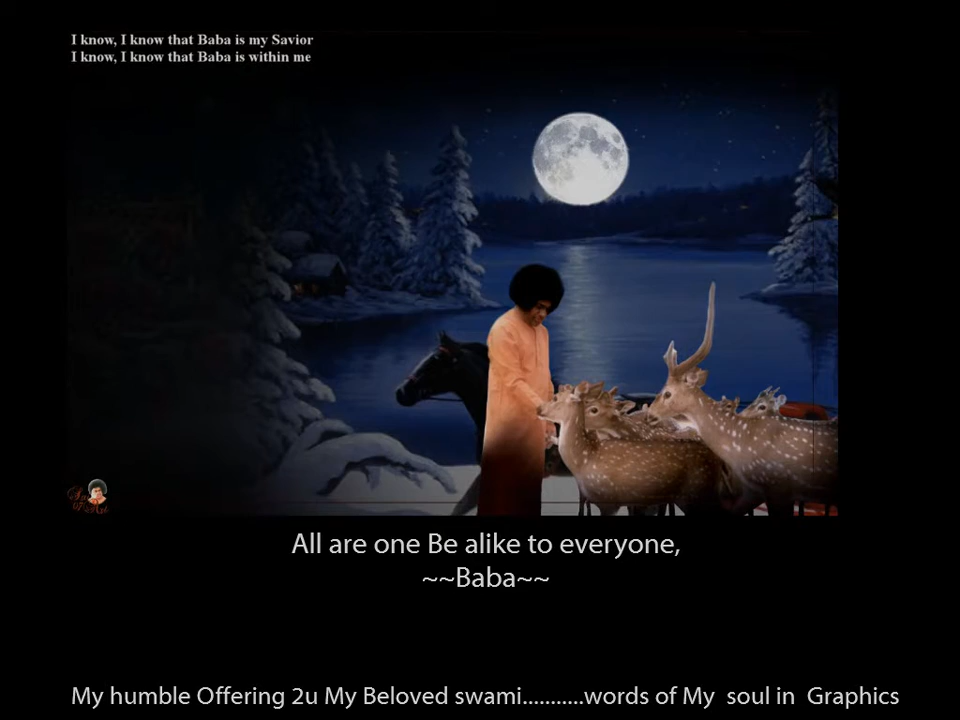 I know, I know that Baba is my Savior
I know, I know that Baba is within me
All are one Be alike to everyone,
~~Baba~~
My humble Offering 2u My Beloved swami..........words of My soul in Graphics